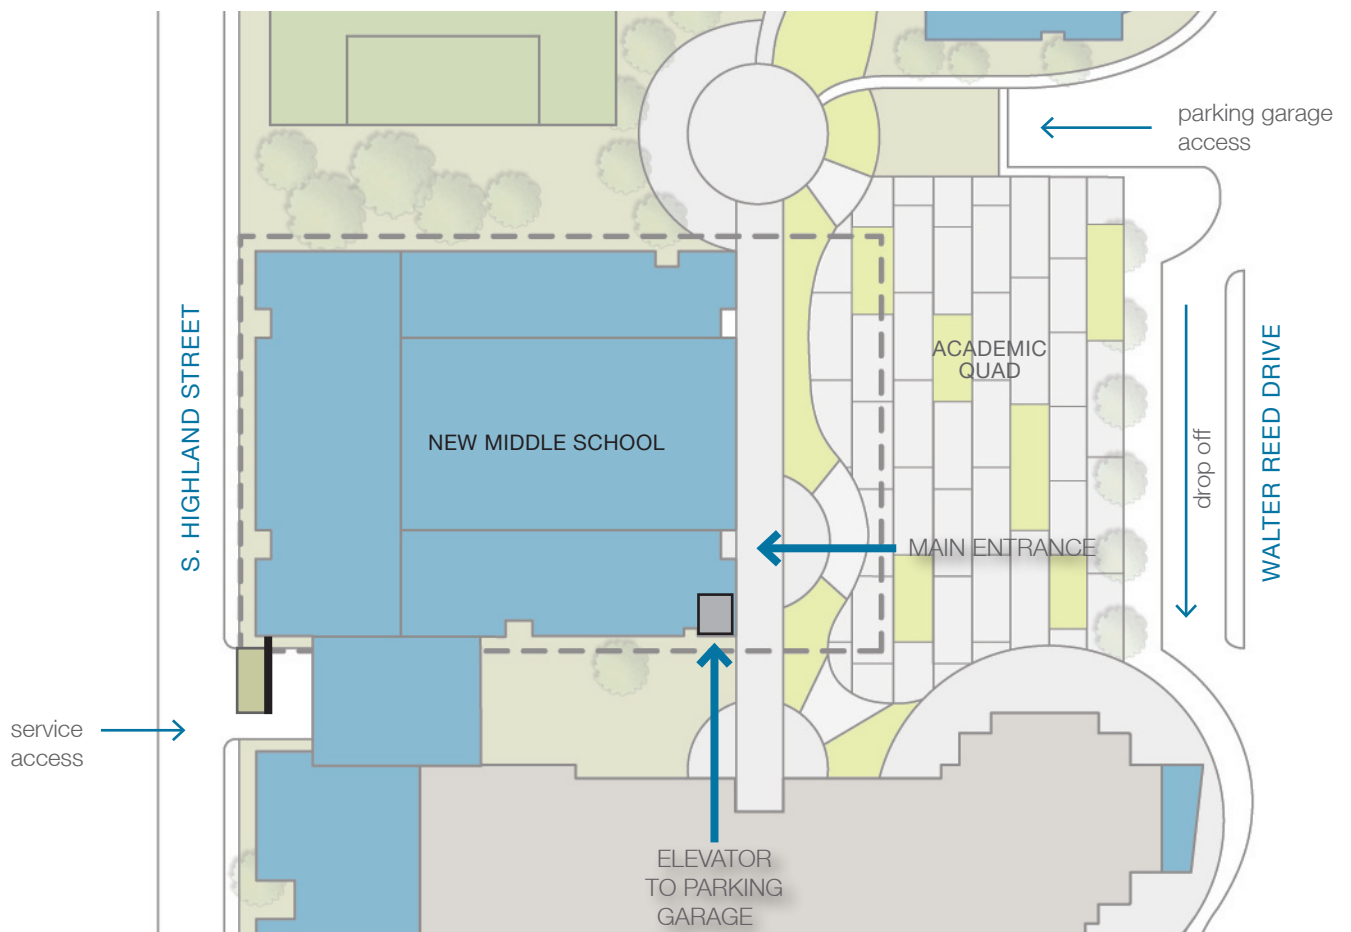 parking garage
access
S. HIGHLAND STREET
ACADEMIC
QUAD
WALTER REED DRIVE
NEW MIDDLE SCHOOL
drop off
MAIN ENTRANCE
service
access
ELEVATOR
TO PARKING
GARAGE